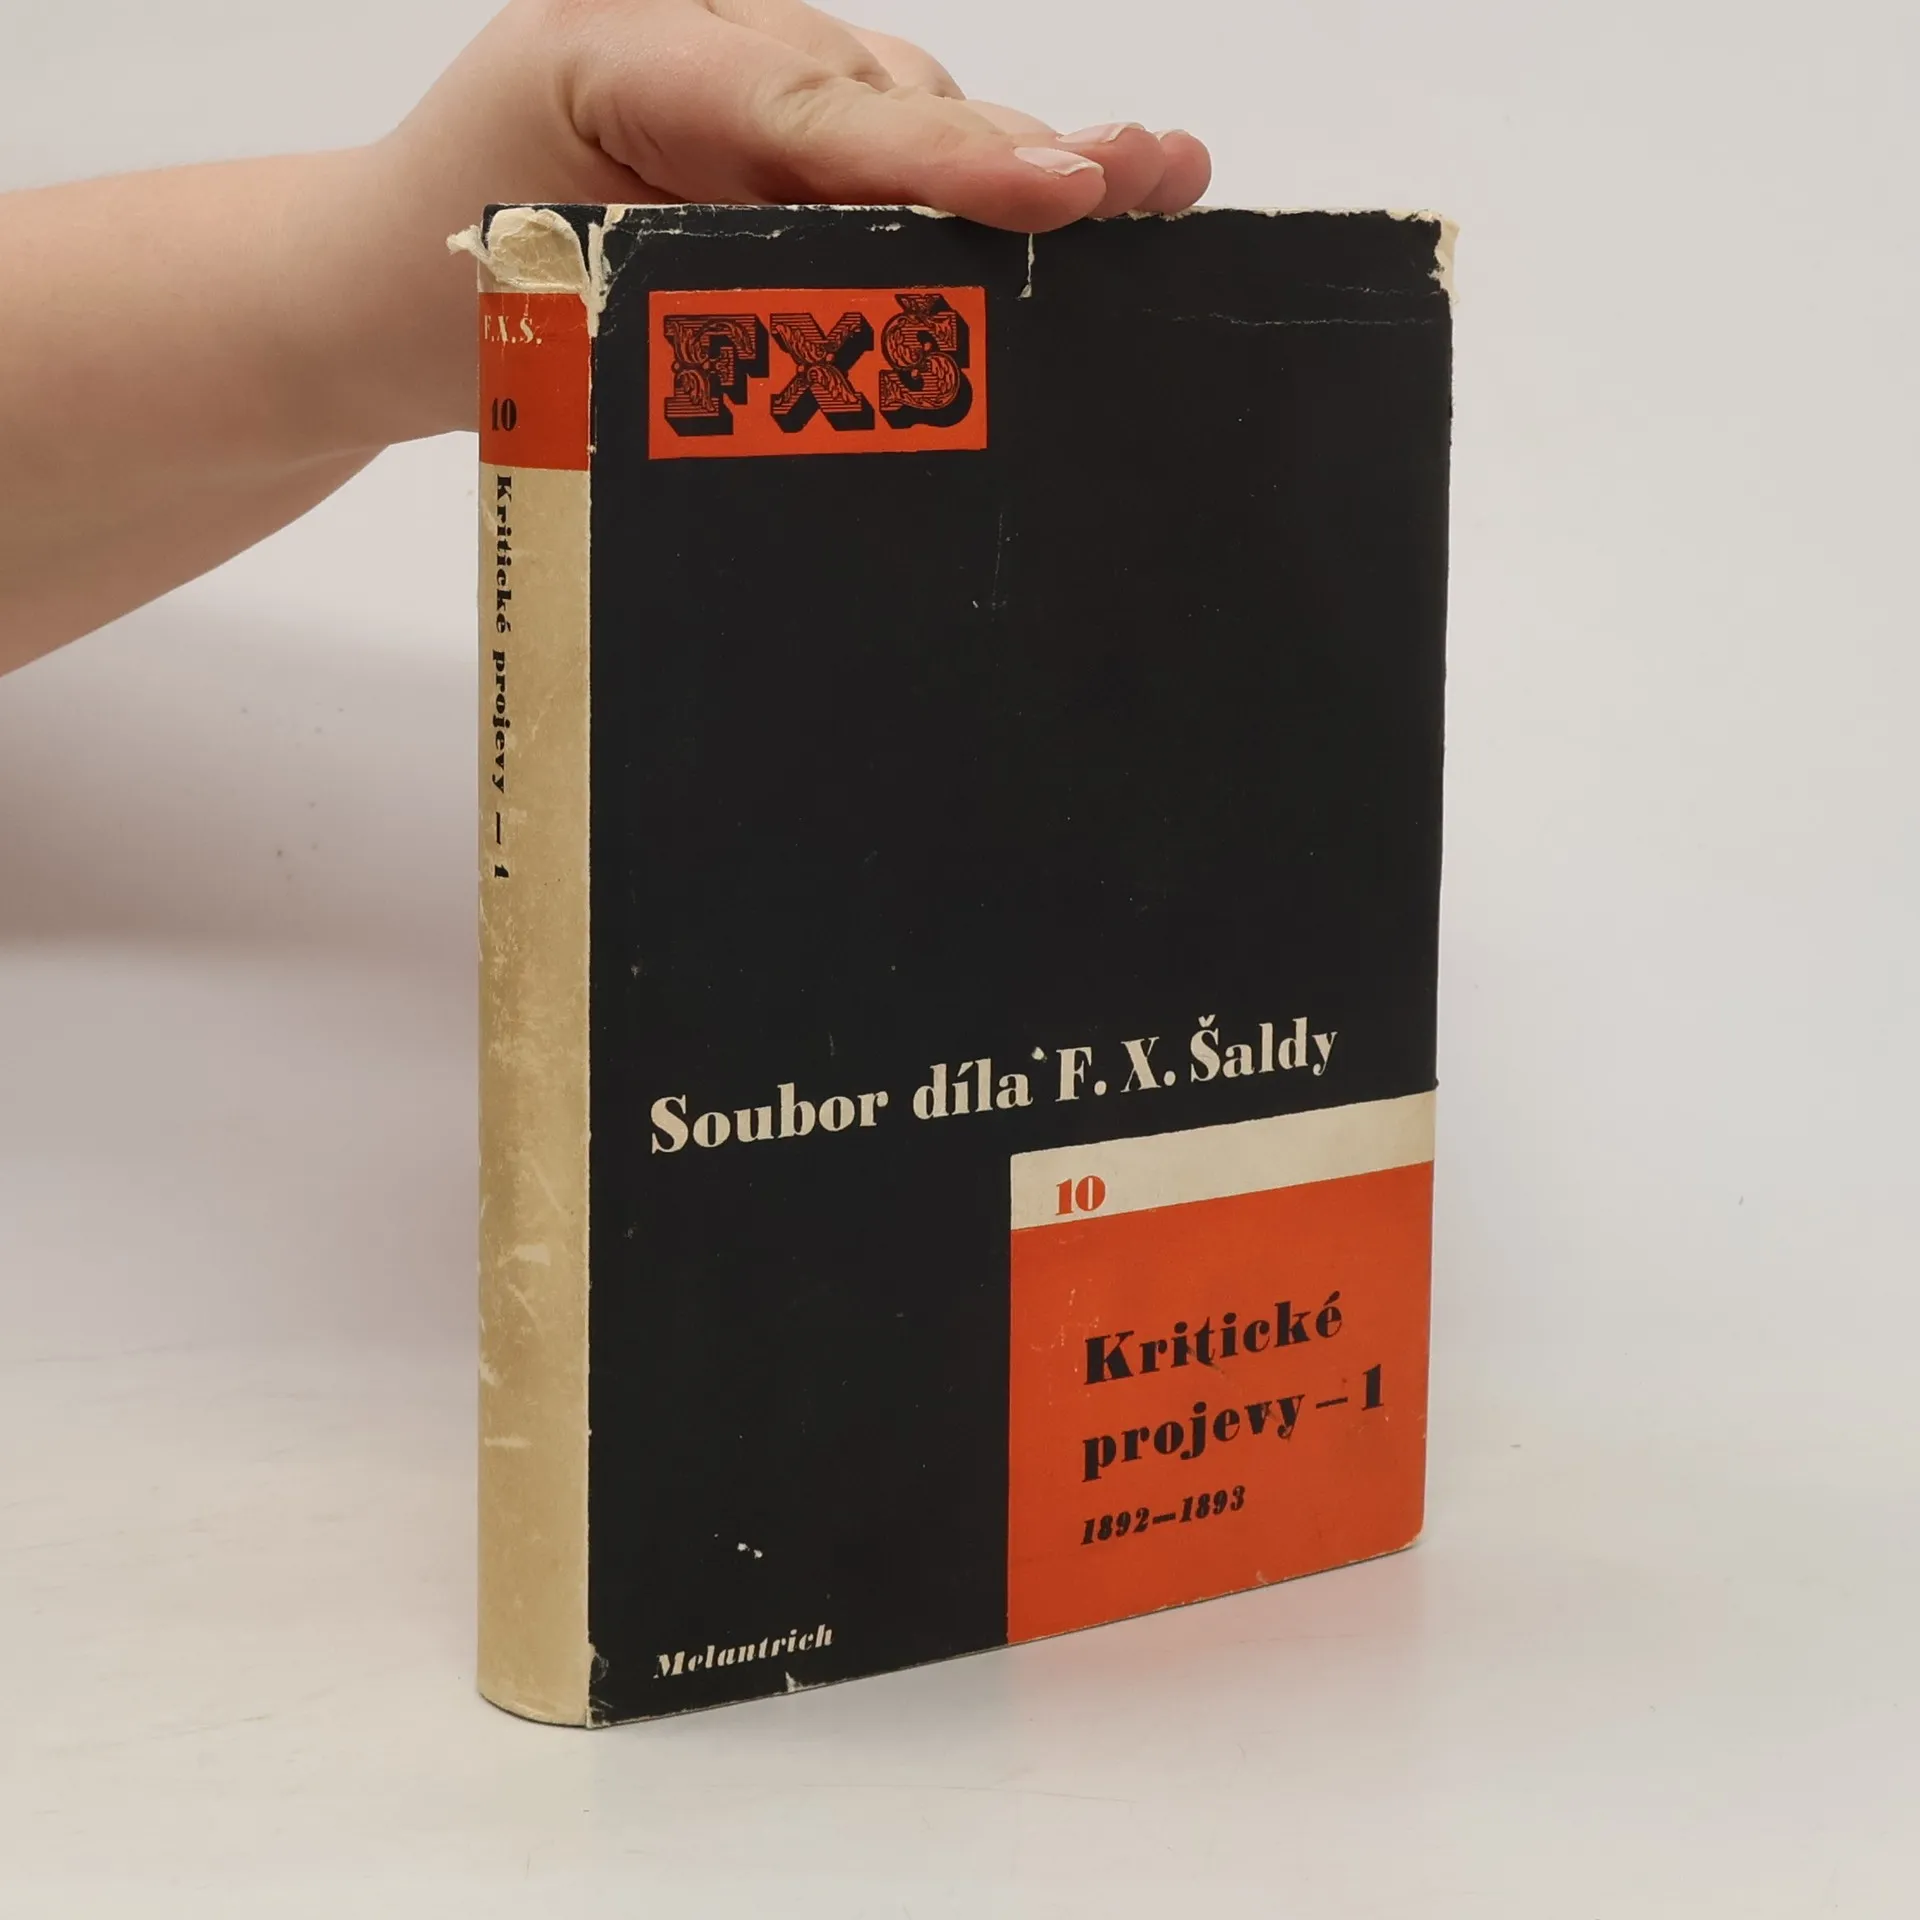 F.X.S.
10
Kritické projevy — 1
FXŠ
Soubor díla F. X. Šaldy
10
Kritické
projevy — 1
1892—1893
Melantrich